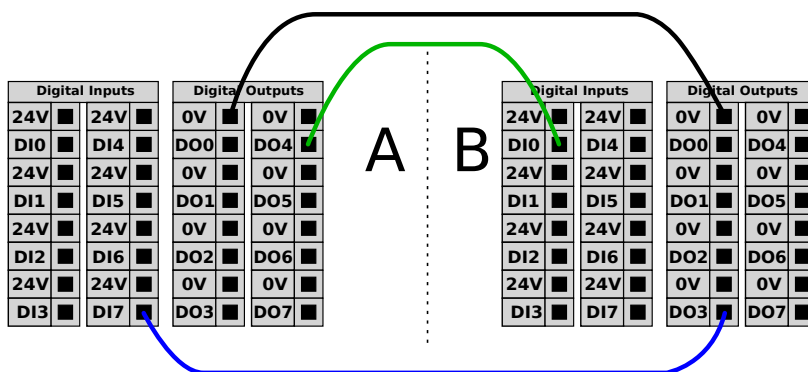 Digital Inputs Digital Outputs Digital Inputs Digital Outputs
24V 24V 0V 0V 24V 24V 0V 0V
DI0 DI4 DO0 DO4 A B DI0 DI4 DO0 DO4
24V 24V 0V 0V 24V 24V 0V 0V
DI1 DI5 DO1 DO5 DI1 DI5 DO1 DO5
24V 24V 0V 0V 24V 24V 0V 0V
DI2 DI6 DO2 DO6 DI2 DI6 DO2 DO6
24V 24V 0V 0V 24V 24V 0V 0V
DI3 DI7 DO3 DO7 DI3 DI7 DO3 DO7